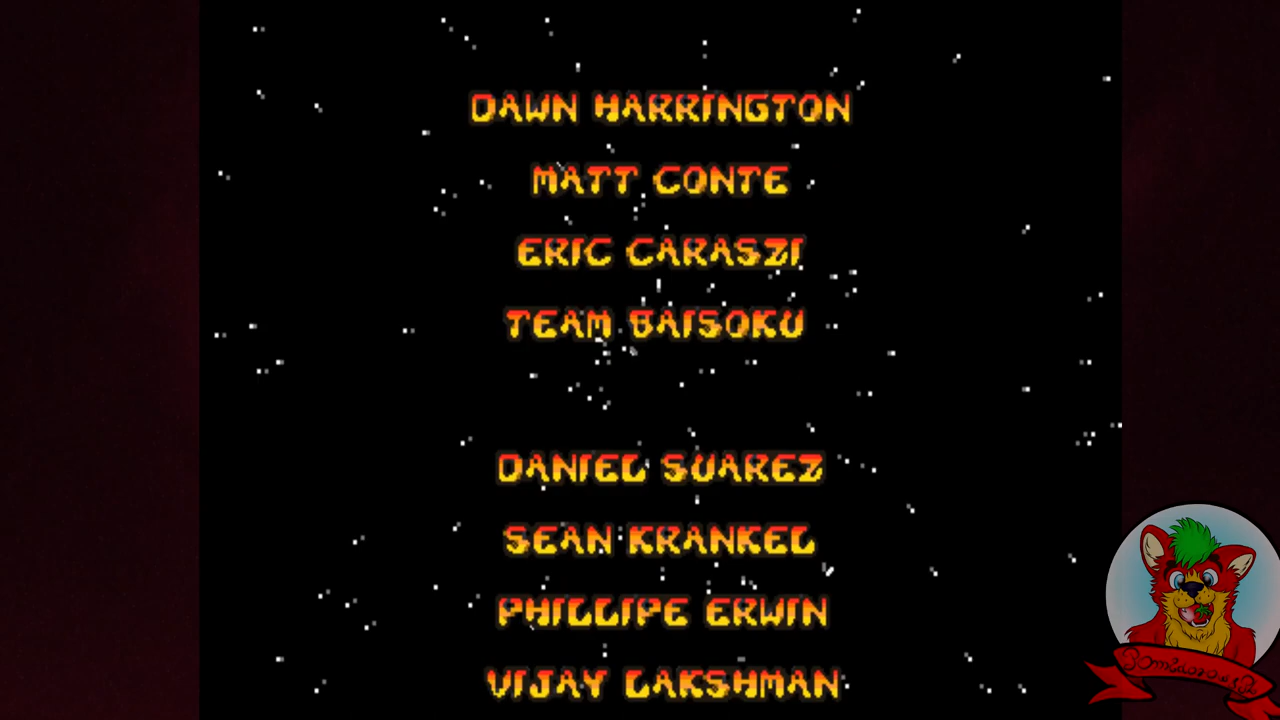 DAWN HARRINGTON
MATT CONTE
ERIC CARASZI
TEAM BAISOKU
DANIEL SUAREZ
SEAN KRANKEL
PHILLIPE ERWIN
VIJAY LAKSHMAN